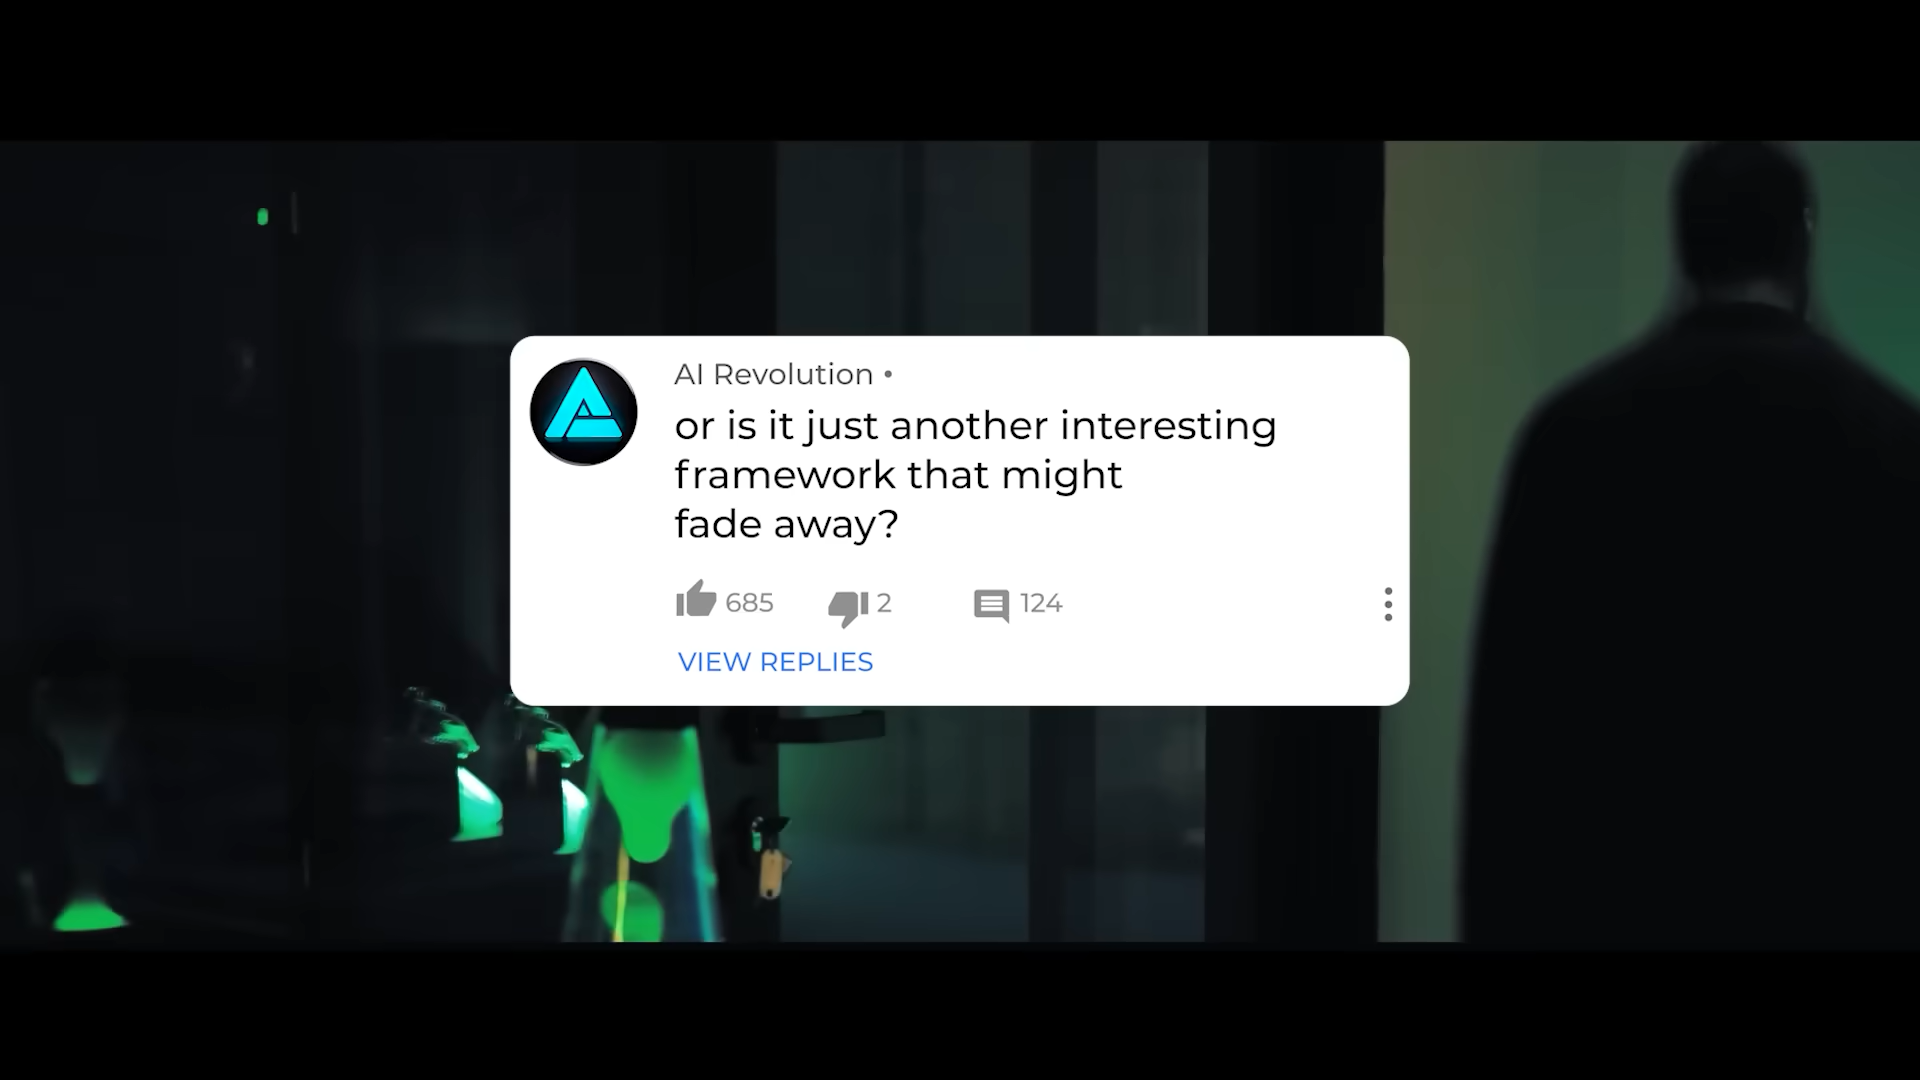 AI Revolution •
or is it just another interesting
framework that might
fade away?
685 2 124
VIEW REPLIES